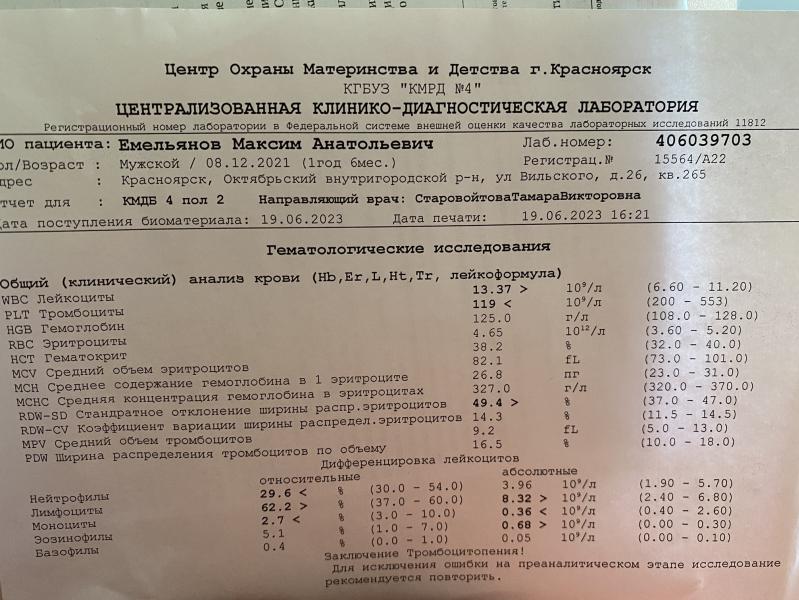 Центр Охраны Материнства и Детства г.Красноярск
КГБУЗ "КМРД №4"
ЦЕНТРАЛИЗОВАННАЯ КЛИНИКО-ДИАГНОСТИЧЕСКАЯ ЛАБОРАТОРИЯ
Регистрационный номер лаборатории в Федеральной системе внешней оценки качества лабораторных исследований 11812
ИО пациента: Емельянов Максим Анатольевич Лаб.номер: 406039703
ол/Возраст : Мужской / 08.12.2021 (1год 6мес.) Регистрац.№ 15564/А22
дрес : Красноярск, Октябрьский внутригородской р-н, ул Вильского, д.26, кв.265
тчет для : КМДБ 4 пол 2 Направляющий врач: СтаровойтоваТамараВикторовна
ата поступления биоматериала: 19.06.2023 Дата печати: 19.06.2023 16:21
Гематологические исследования
Общий (клинический) анализ крови (Hb,Er,L,Ht,Tr, лейкоформула)
WBC Лейкоциты 13.37 > 10⁹/л (6.60 - 11.20)
PLT Тромбоциты 119 < 10⁹/л (200 - 553)
HGB Гемоглобин 125.0 г/л (108.0 - 128.0)
RBC Эритроциты 4.65 10¹²/л (3.60 - 5.20)
HCT Гематокрит 38.2 % (32.0 - 40.0)
MCV Средний объем эритроцитов 82.1 fL (73.0 - 101.0)
MCH Среднее содержание гемоглобина в 1 эритроците 26.8 пг (23.0 - 31.0)
MCHC Средняя концентрация гемоглобина в эритроцитах 327.0 г/л (320.0 - 370.0)
RDW-SD Стандратное отклонение ширины распр.эритроцитов 49.4 > % (37.0 - 47.0)
RDW-CV Коэффициент вариации ширины распредел.эритроцитов 14.3 % (11.5 - 14.5)
MPV Средний объем тромбоцитов 9.2 fL (5.0 - 13.0)
PDW Ширина распределения тромбоцитов по объему 16.5 % (10.0 - 18.0)
Дифференцировка лейкоцитов
относительные абсолютные
Нейтрофилы 29.6 < % (30.0 - 54.0) 3.96 10⁹/л (1.90 - 5.70)
Лимфоциты 62.2 > % (37.0 - 60.0) 8.32 > 10⁹/л (2.40 - 6.80)
Моноциты 2.7 < % (3.0 - 10.0) 0.36 < 10⁹/л (0.40 - 2.60)
Эозинофилы 5.1 % (1.0 - 7.0) 0.68 > 10⁹/л (0.00 - 0.30)
Базофилы 0.4 % (0.0 - 1.0) 0.05 10⁹/л (0.00 - 0.10)
Заключение Тромбоцитопения!
Для исключения ошибки на преаналитическом этапе исследование
рекомендуется повторить.